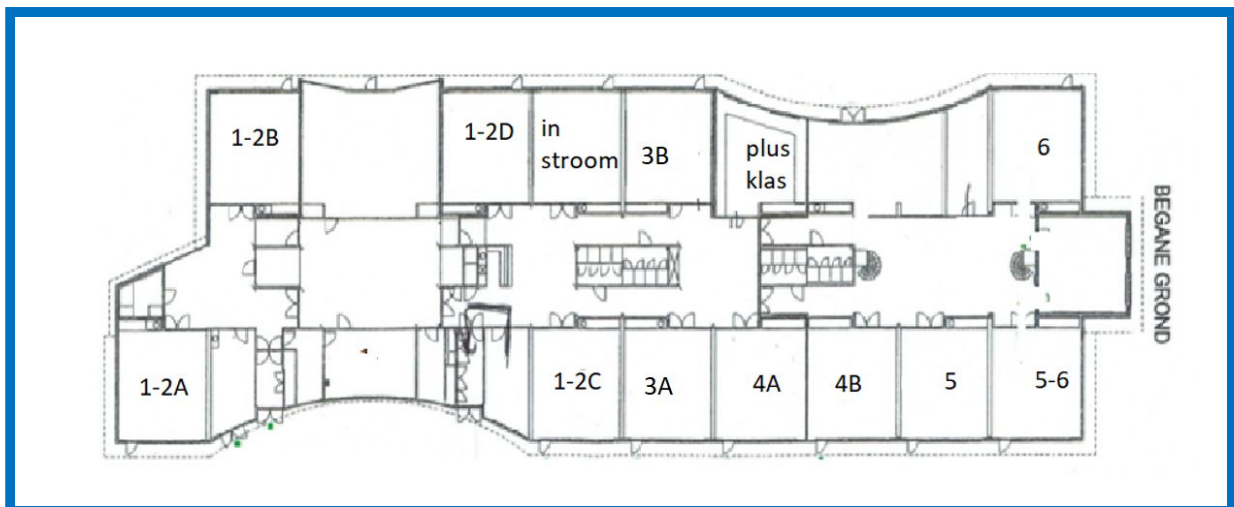 1-2B
1-2D
in
stroom
3B
plus
klas
6
BEGANE GROND
1-2A
1-2C
3A
4A
4B
5
5-6